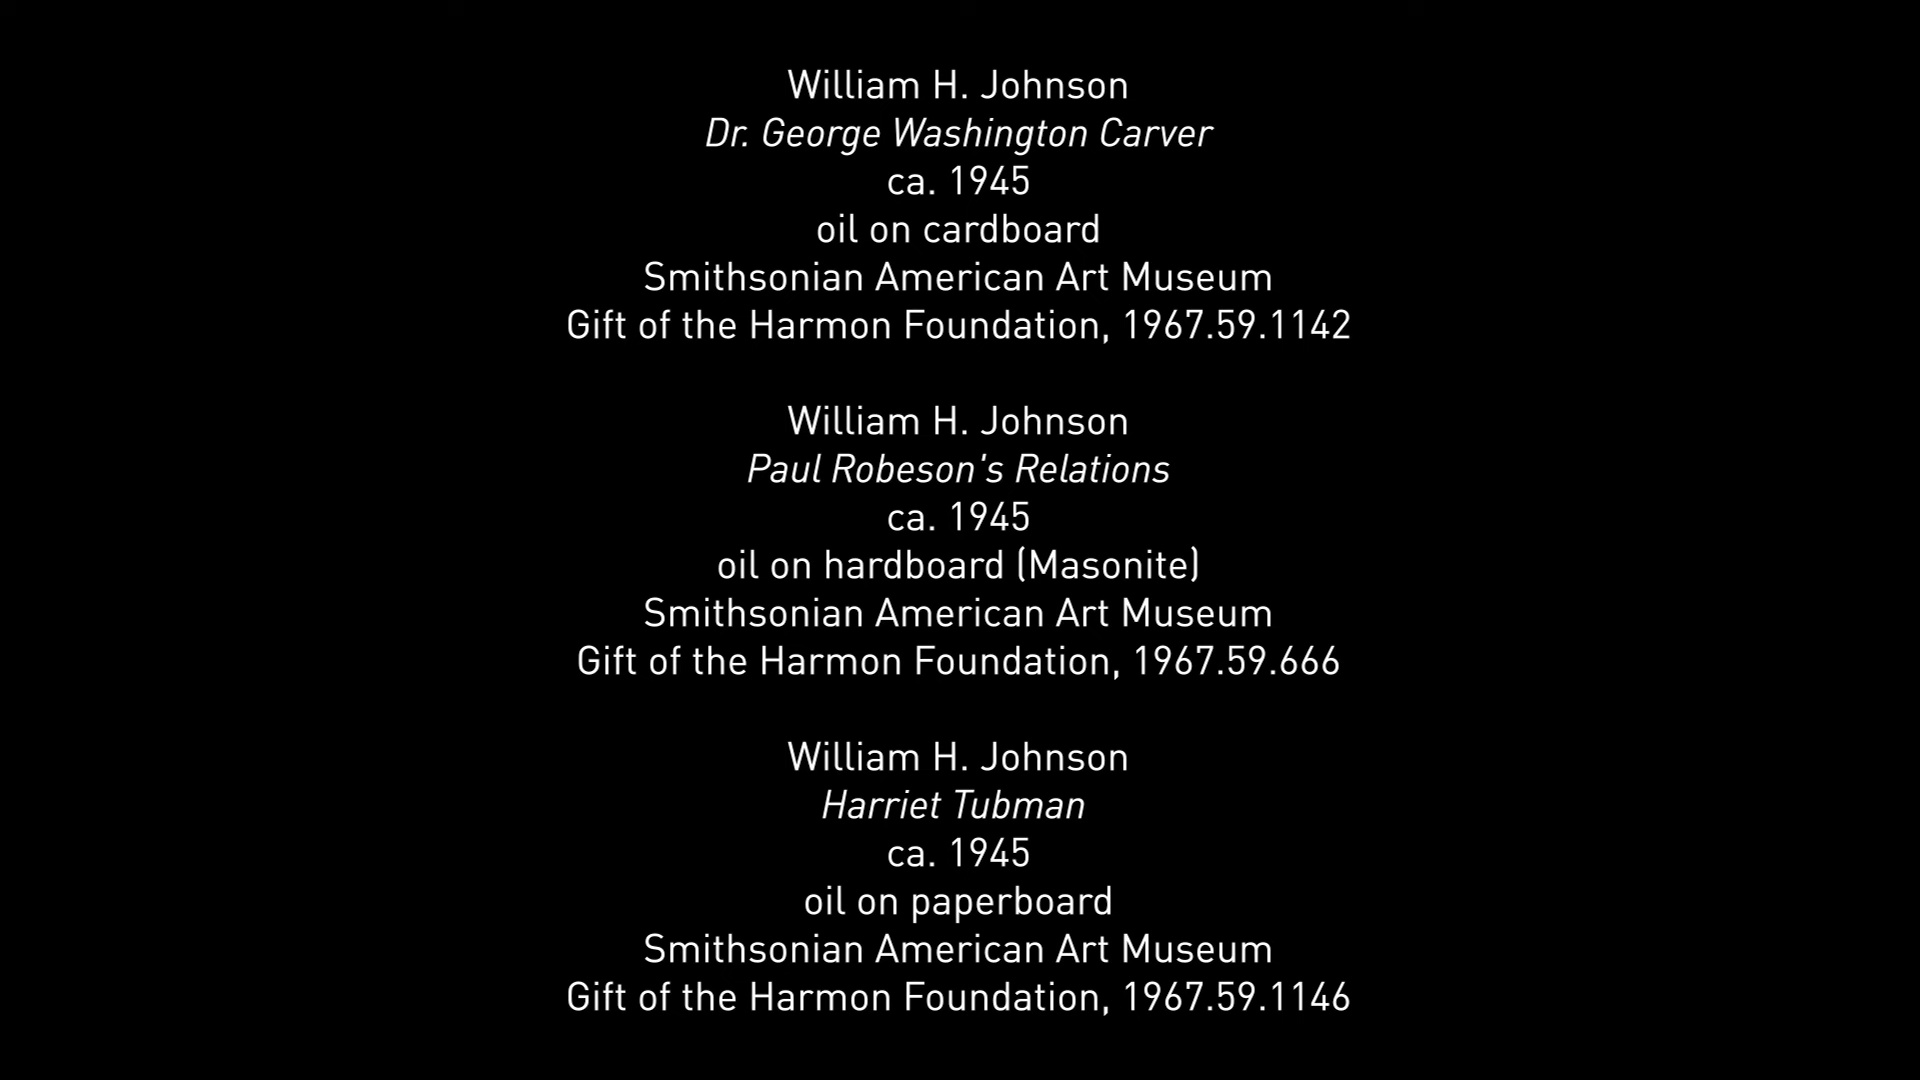 William H. Johnson
Dr. George Washington Carver
ca. 1945
oil on cardboard
Smithsonian American Art Museum
Gift of the Harmon Foundation, 1967.59.1142
William H. Johnson
Paul Robeson's Relations
ca. 1945
oil on hardboard (Masonite)
Smithsonian American Art Museum
Gift of the Harmon Foundation, 1967.59.666
William H. Johnson
Harriet Tubman
ca. 1945
oil on paperboard
Smithsonian American Art Museum
Gift of the Harmon Foundation, 1967.59.1146